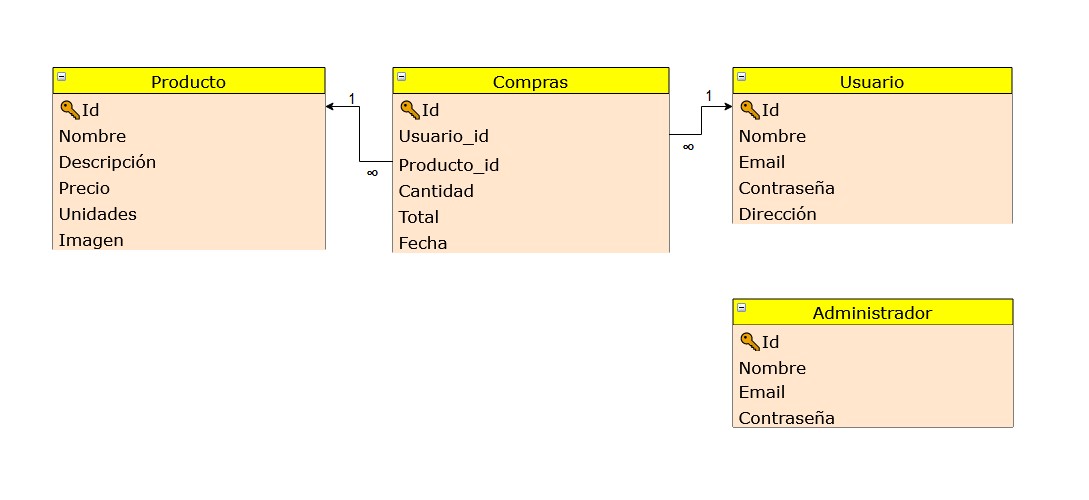 Producto
Id
Nombre
Descripción
Precio
Unidades
Imagen
1
∞
Compras
Id
Usuario_id
Producto_id
Cantidad
Total
Fecha
1
∞
Usuario
Id
Nombre
Email
Contraseña
Dirección
Administrador
Id
Nombre
Email
Contraseña